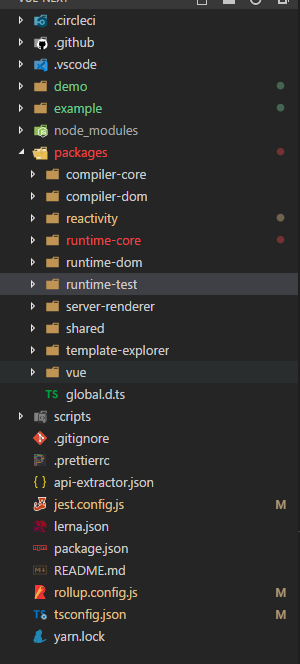 VUE-NEXT
.circleci
.github
.vscode
demo
example
node_modules
packages
compiler-core
compiler-dom
reactivity
runtime-core
runtime-dom
runtime-test
server-renderer
shared
template-explorer
vue
TS global.d.ts
scripts
.gitignore
.prettierrc
{ } api-extractor.json
jest.config.js M
lerna.json
package.json
README.md
rollup.config.js M
TS tsconfig.json M
yarn.lock